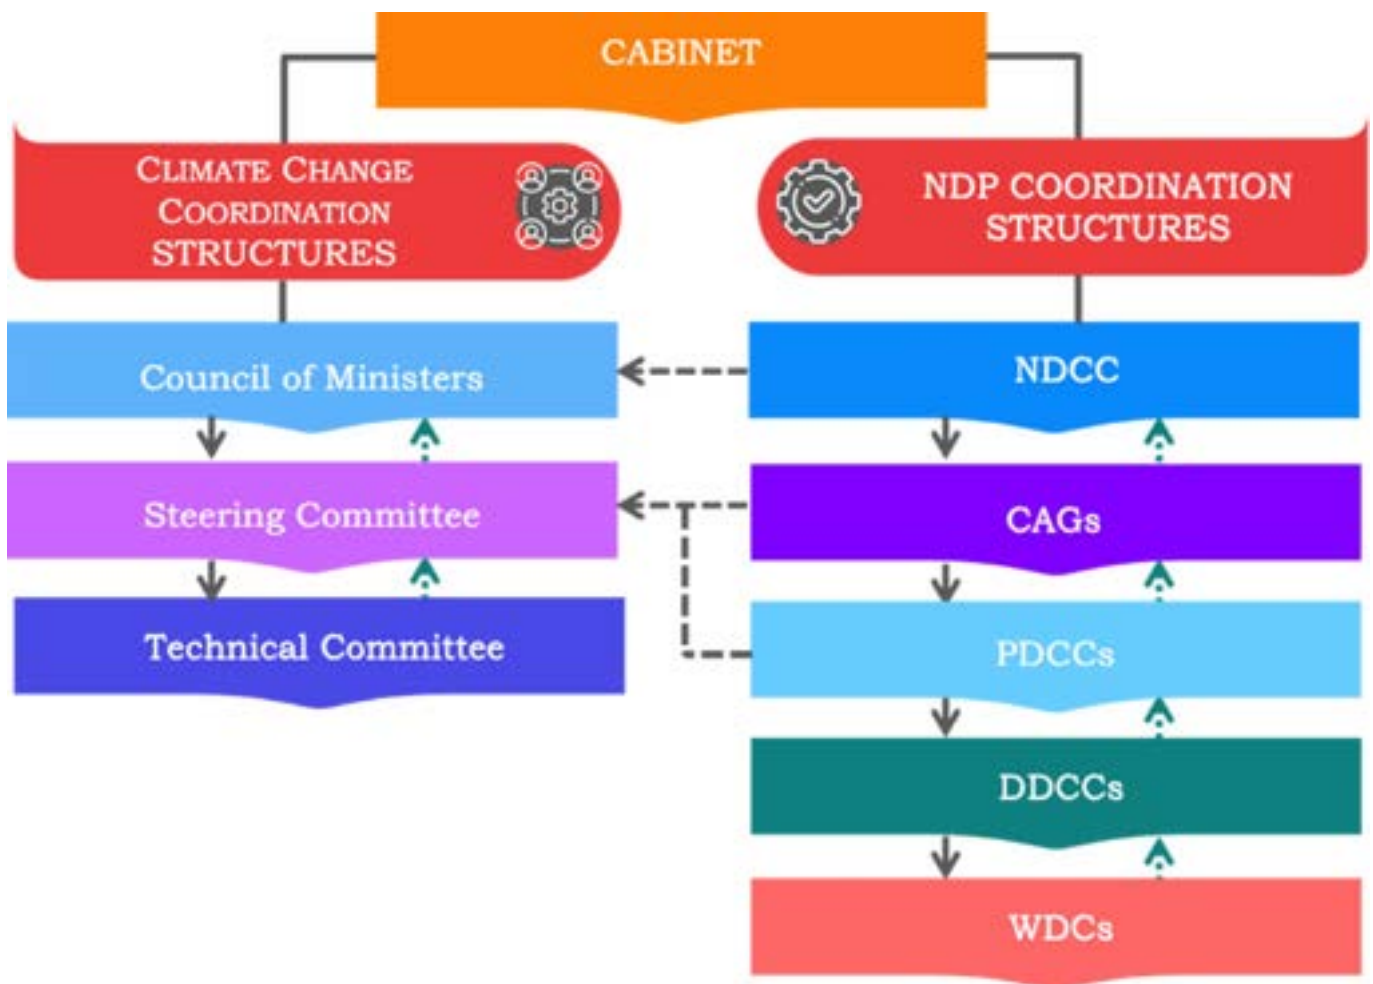 CABINET
CLIMATE CHANGE
COORDINATION
STRUCTURES
NDP COORDINATION
STRUCTURES
Council of Ministers
NDCC
Steering Committee
CAGs
Technical Committee
PDCCs
DDCCs
WDCs